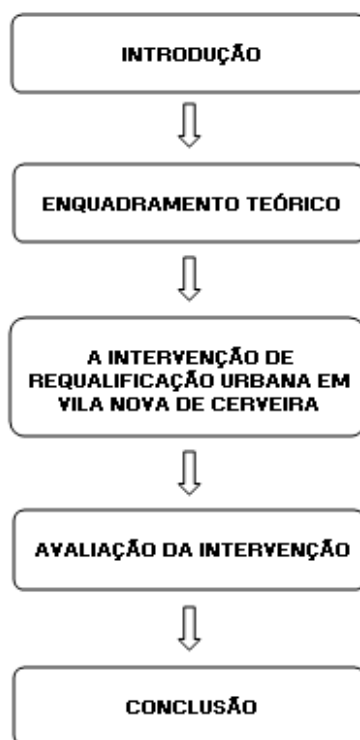 INTRODUÇÃO
ENQUADRAMENTO TEÓRICO
A INTERVENÇÃO DE
REQUALIFICAÇÃO URBANA EM
VILA NOVA DE CERVEIRA
AVALIAÇÃO DA INTERVENÇÃO
CONCLUSÃO